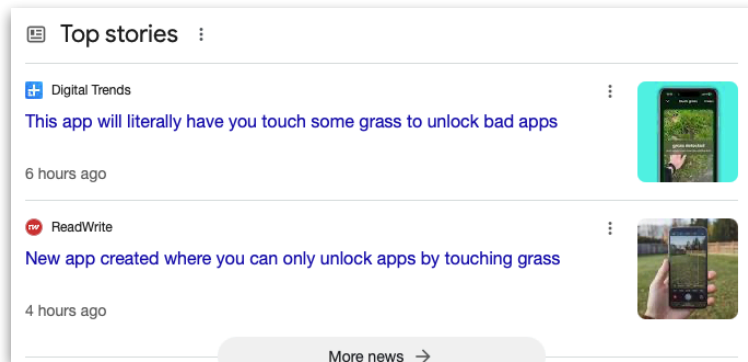 Top stories
Digital Trends
This app will literally have you touch some grass to unlock bad apps
grass detected
6 hours ago
ReadWrite
New app created where you can only unlock apps by touching grass
4 hours ago
More news